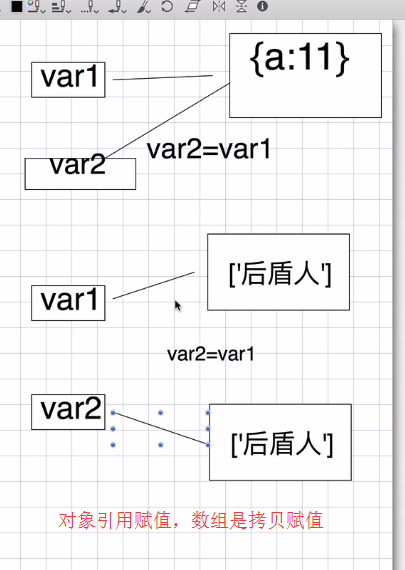 {a:11}
var1
var2
var2=var1
['后盾人']
var1
var2=var1
var2
['后盾人']
对象引用赋值，数组是拷贝赋值